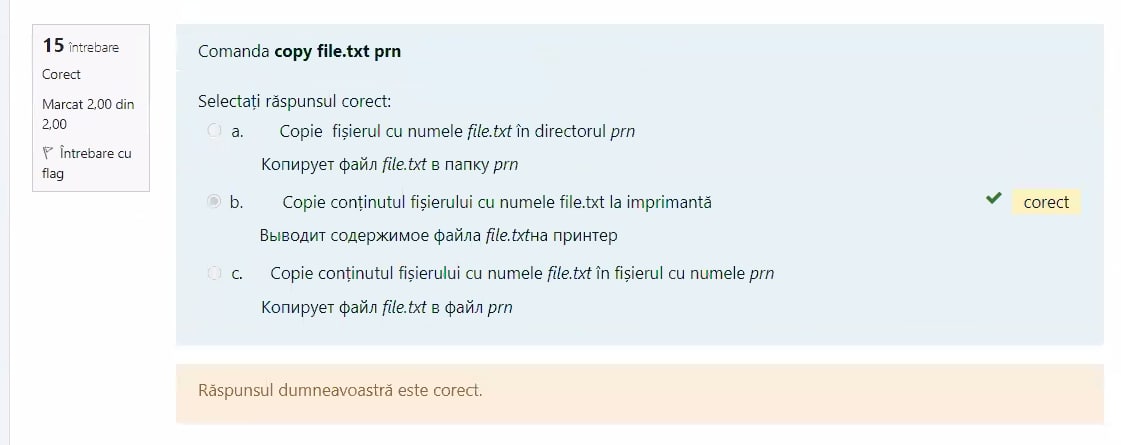 15 întrebare
Corect
Marcat 2,00 din
2,00
Întrebare cu
flag
Comanda copy file.txt prn
Selectați răspunsul corect:
a. Copie fișierul cu numele file.txt în directorul prn
Копирует файл file.txt в папку prn
b. Copie conținutul fișierului cu numele file.txt la imprimantă
corect
Выводит содержимое файла file.txtна принтер
c. Copie conținutul fișierului cu numele file.txt în fișierul cu numele prn
Копирует файл file.txt в файл prn
Răspunsul dumneavoastră este corect.